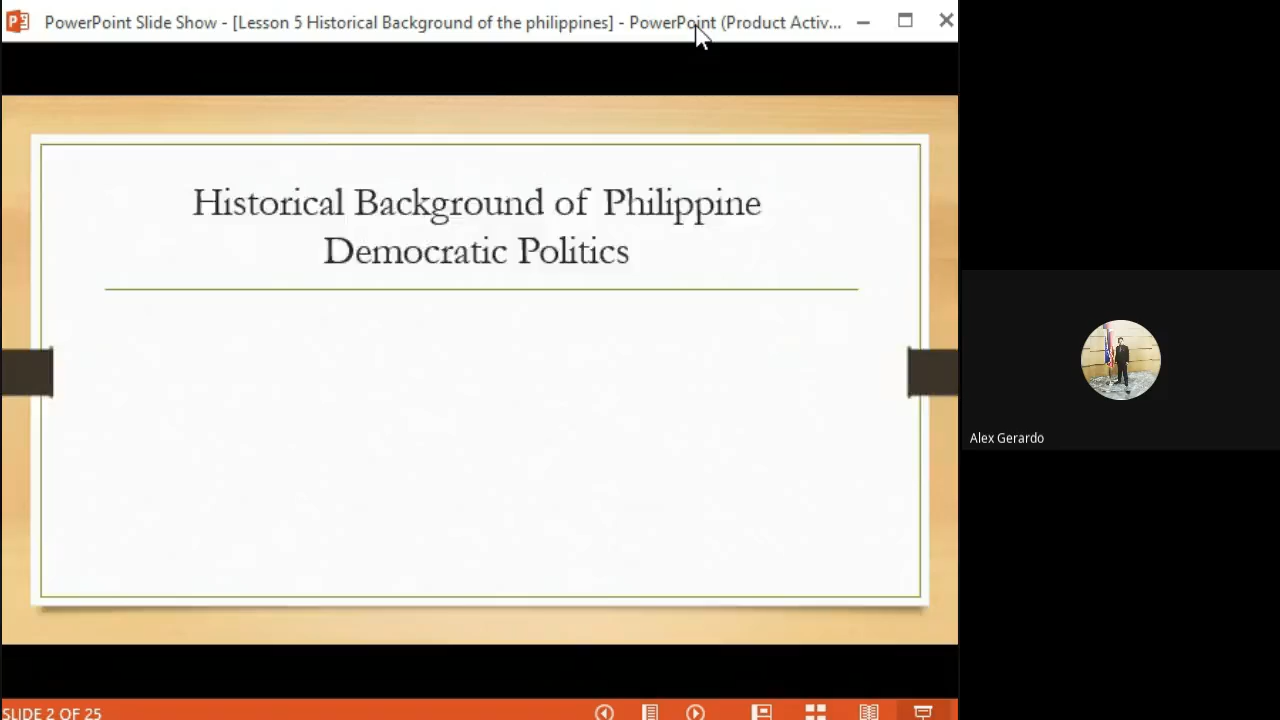 PowerPoint Slide Show - [Lesson 5 Historical Background of the philippines] - PowerPoint (Product Activ...
Historical Background of Philippine
Democratic Politics
Alex Gerardo
SLIDE 2 OF 25